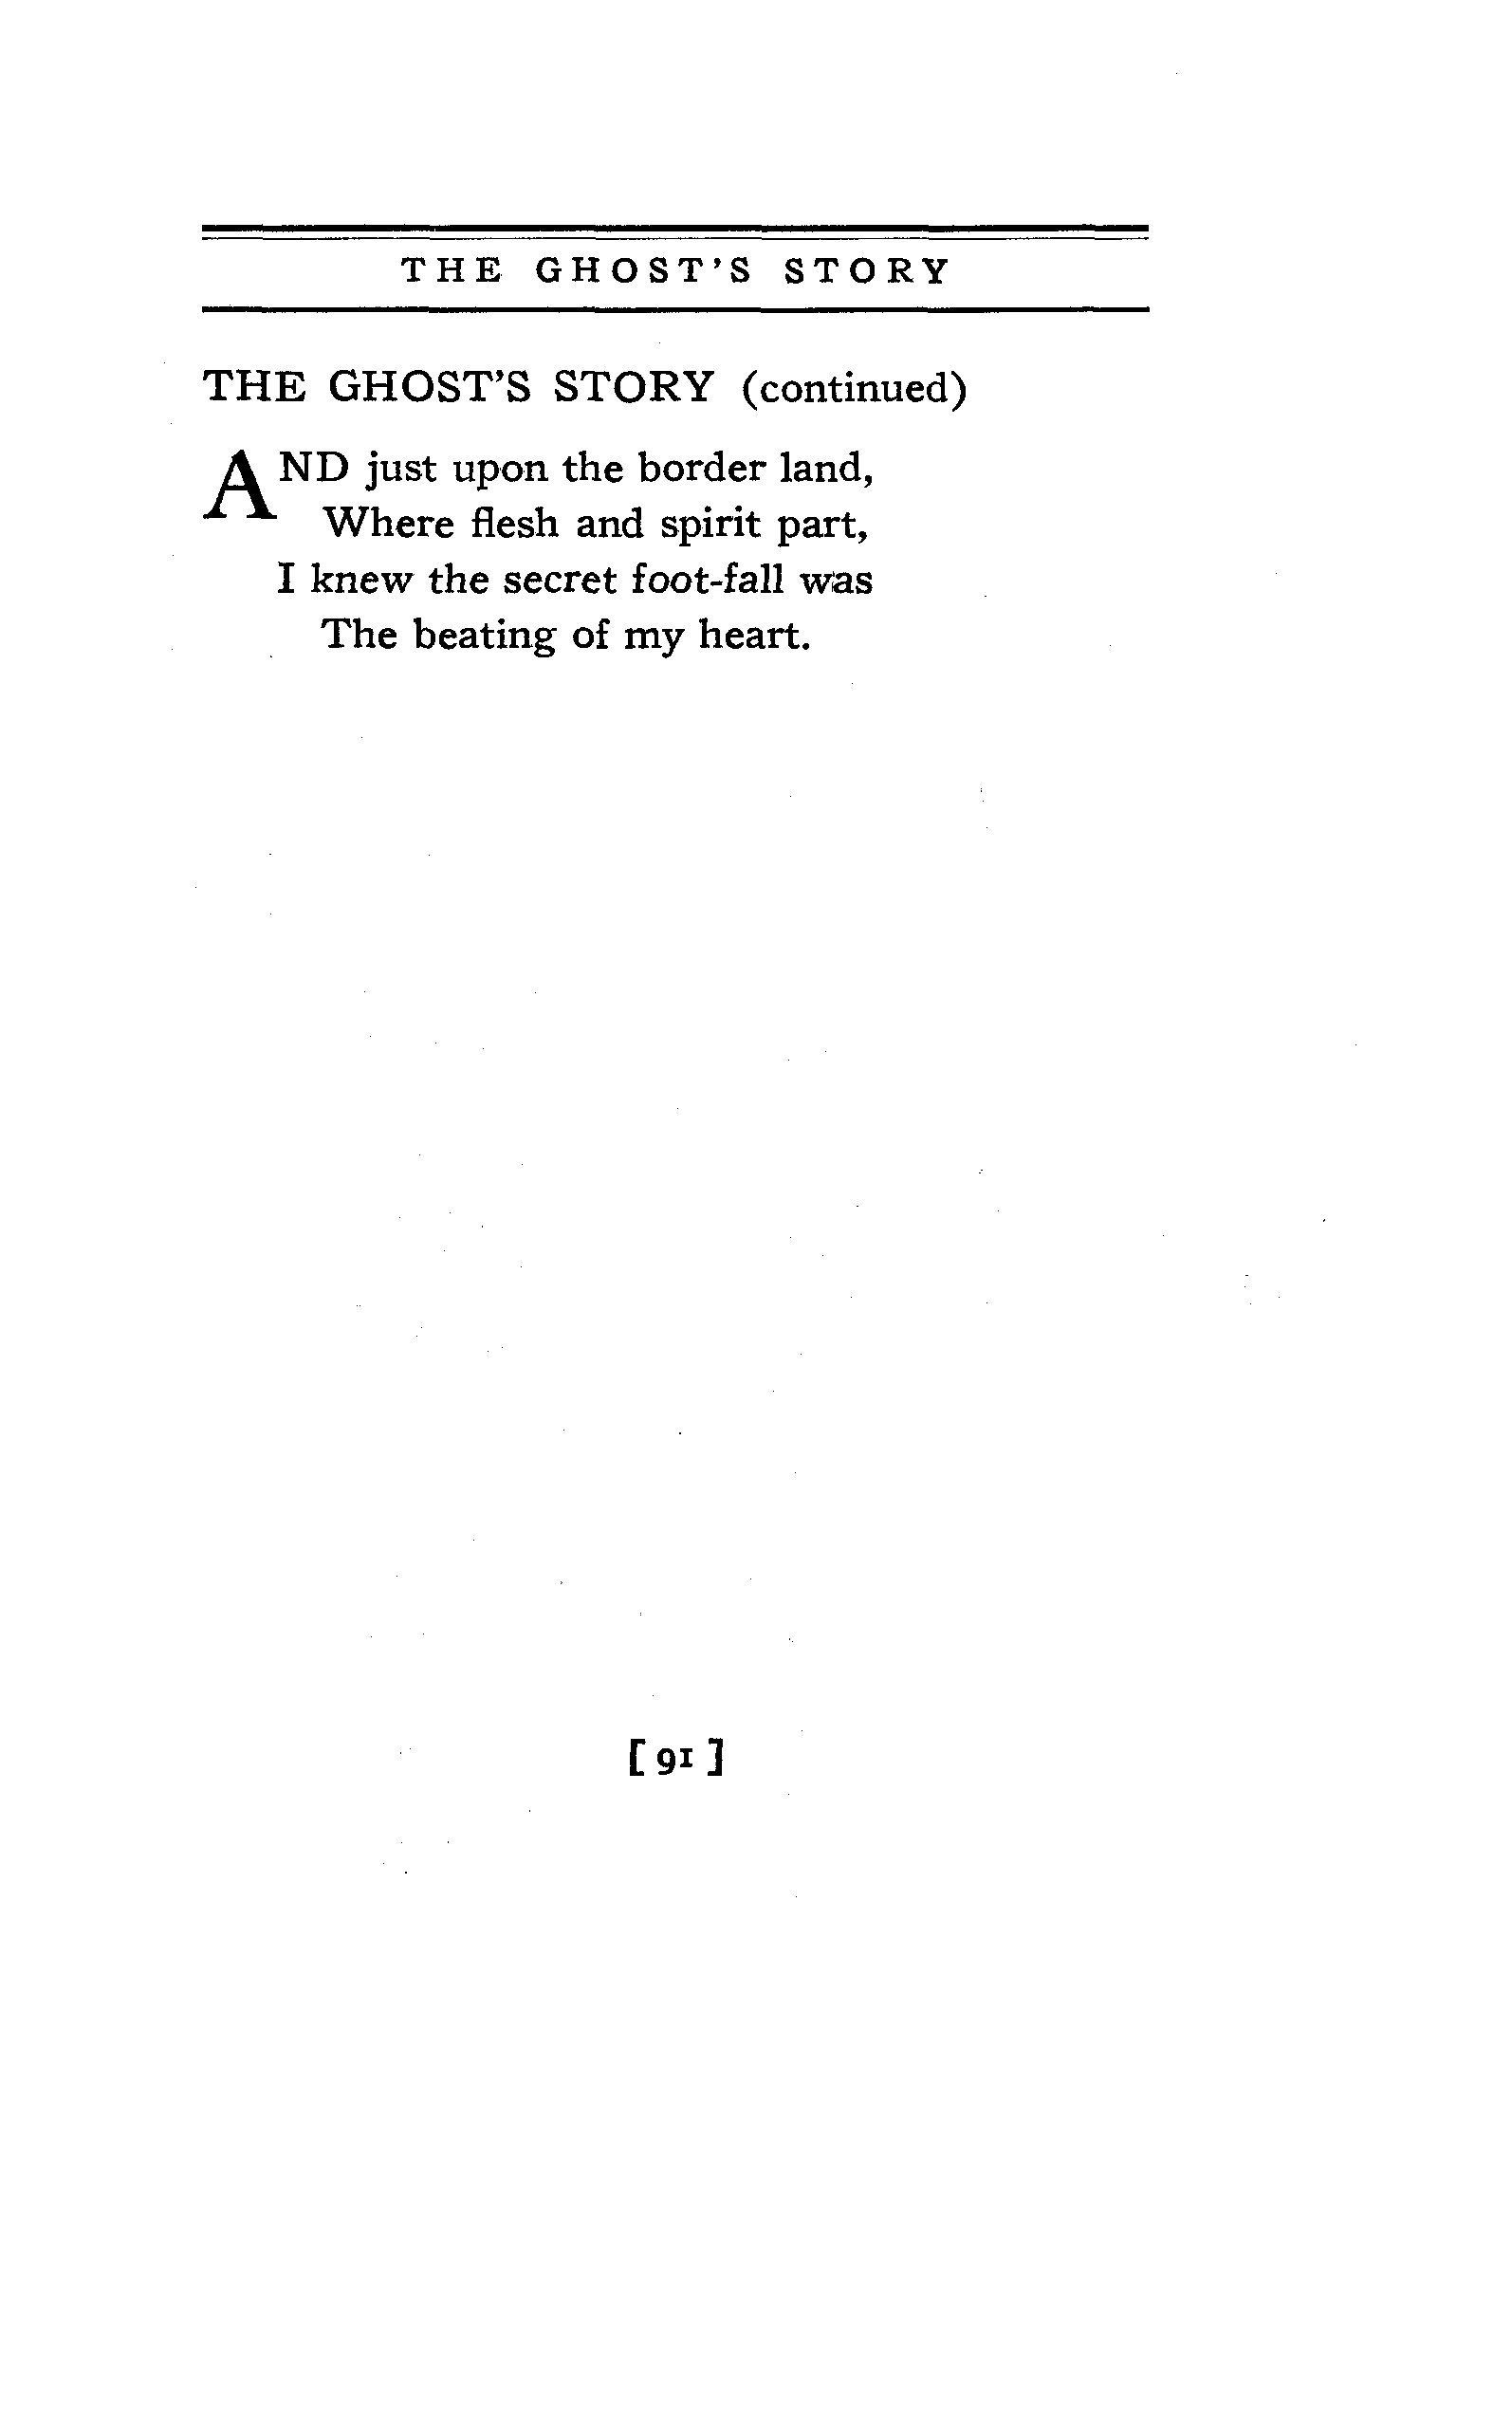 THE GHOST'S STORY
THE GHOST'S STORY (continued)
AND just upon the border land,
Where flesh and spirit part,
I knew the secret foot-fall was
The beating of my heart.
[91]